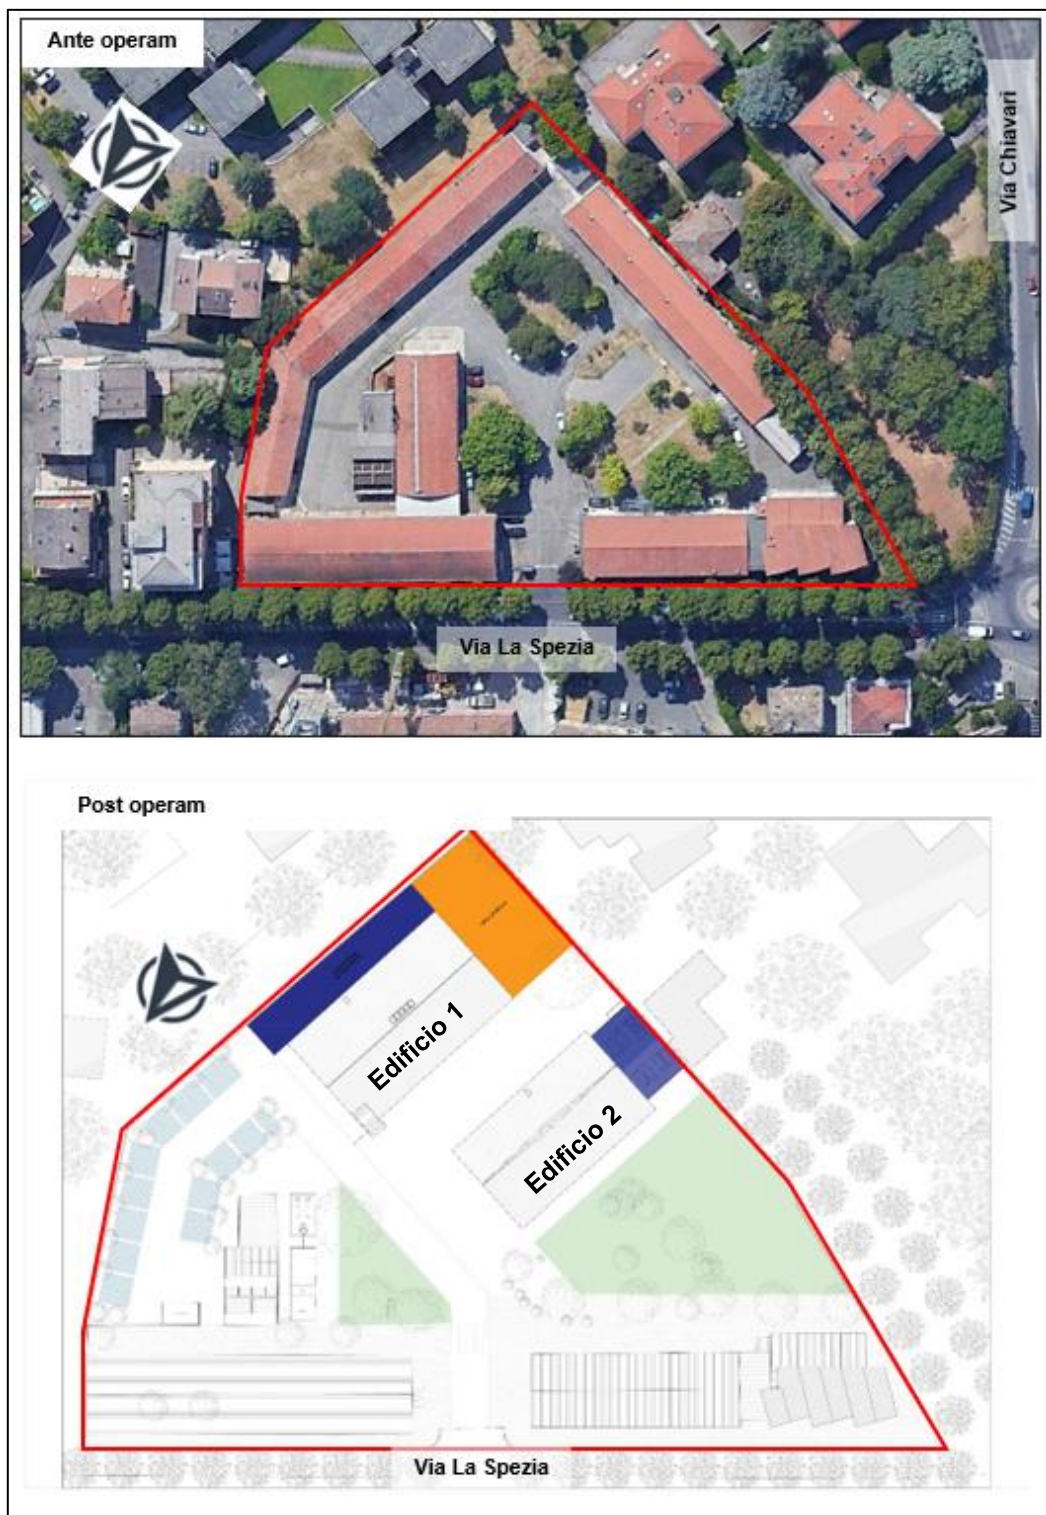 Ante operam
Via Chiavari
Via La Spezia
Post operam
Edificio 1
Edificio 2
Via La Spezia